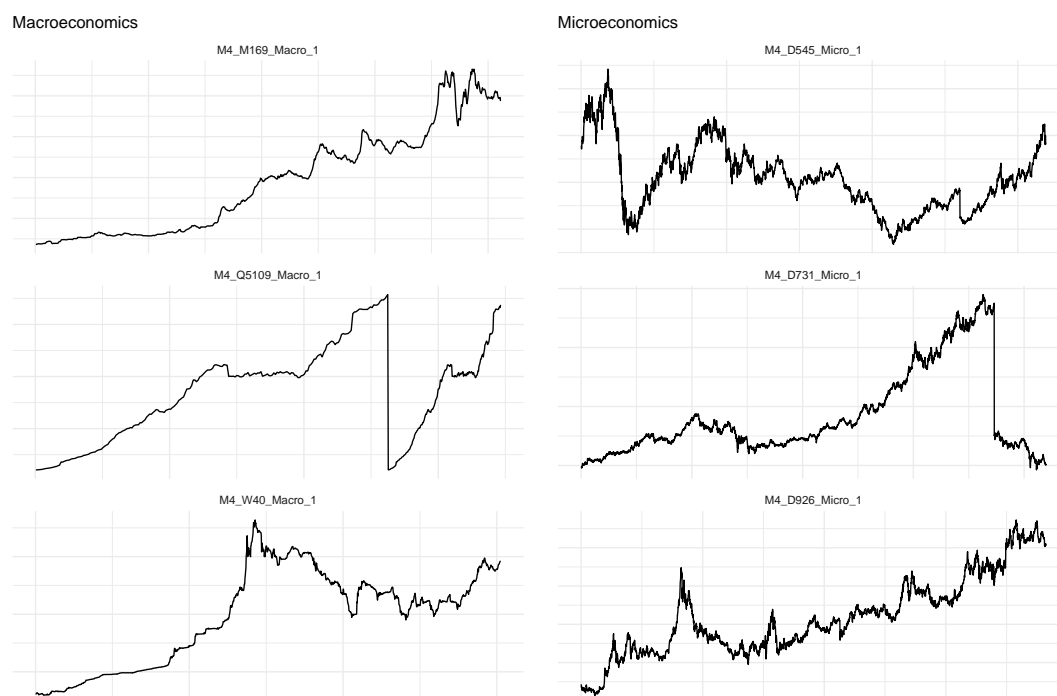 Macroeconomics
M4_M169_Macro_1
M4_Q5109_Macro_1
M4_W40_Macro_1
Microeconomics
M4_D545_Micro_1
M4_D731_Micro_1
M4_D926_Micro_1